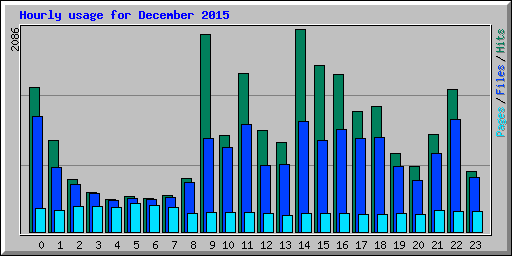 Hourly usage for December 2015
2086
Pages/Files/Hits
0 1 2 3 4 5 6 7 8 9 10 11 12 13 14 15 16 17 18 19 20 21 22 23